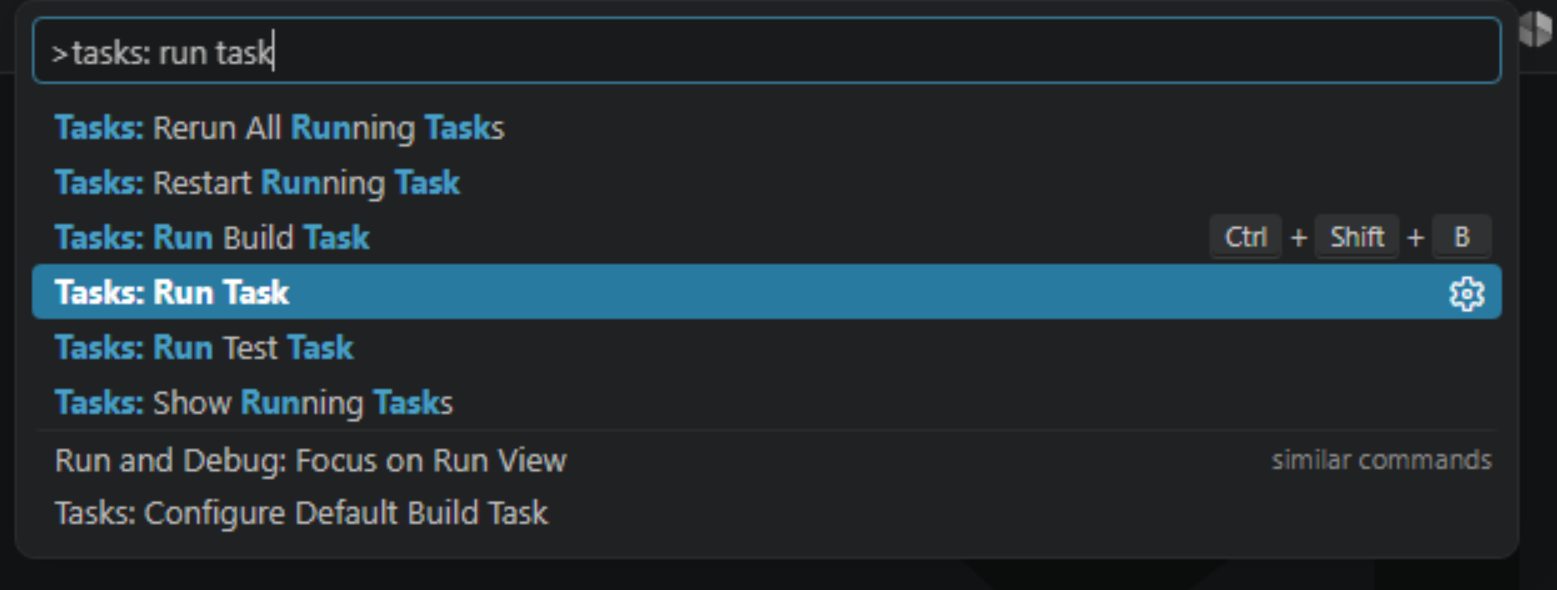 >tasks: run task
Tasks: Rerun All Running Tasks
Tasks: Restart Running Task
Tasks: Run Build Task Ctrl + Shift + B
Tasks: Run Task
Tasks: Run Test Task
Tasks: Show Running Tasks
Run and Debug: Focus on Run View similar commands
Tasks: Configure Default Build Task